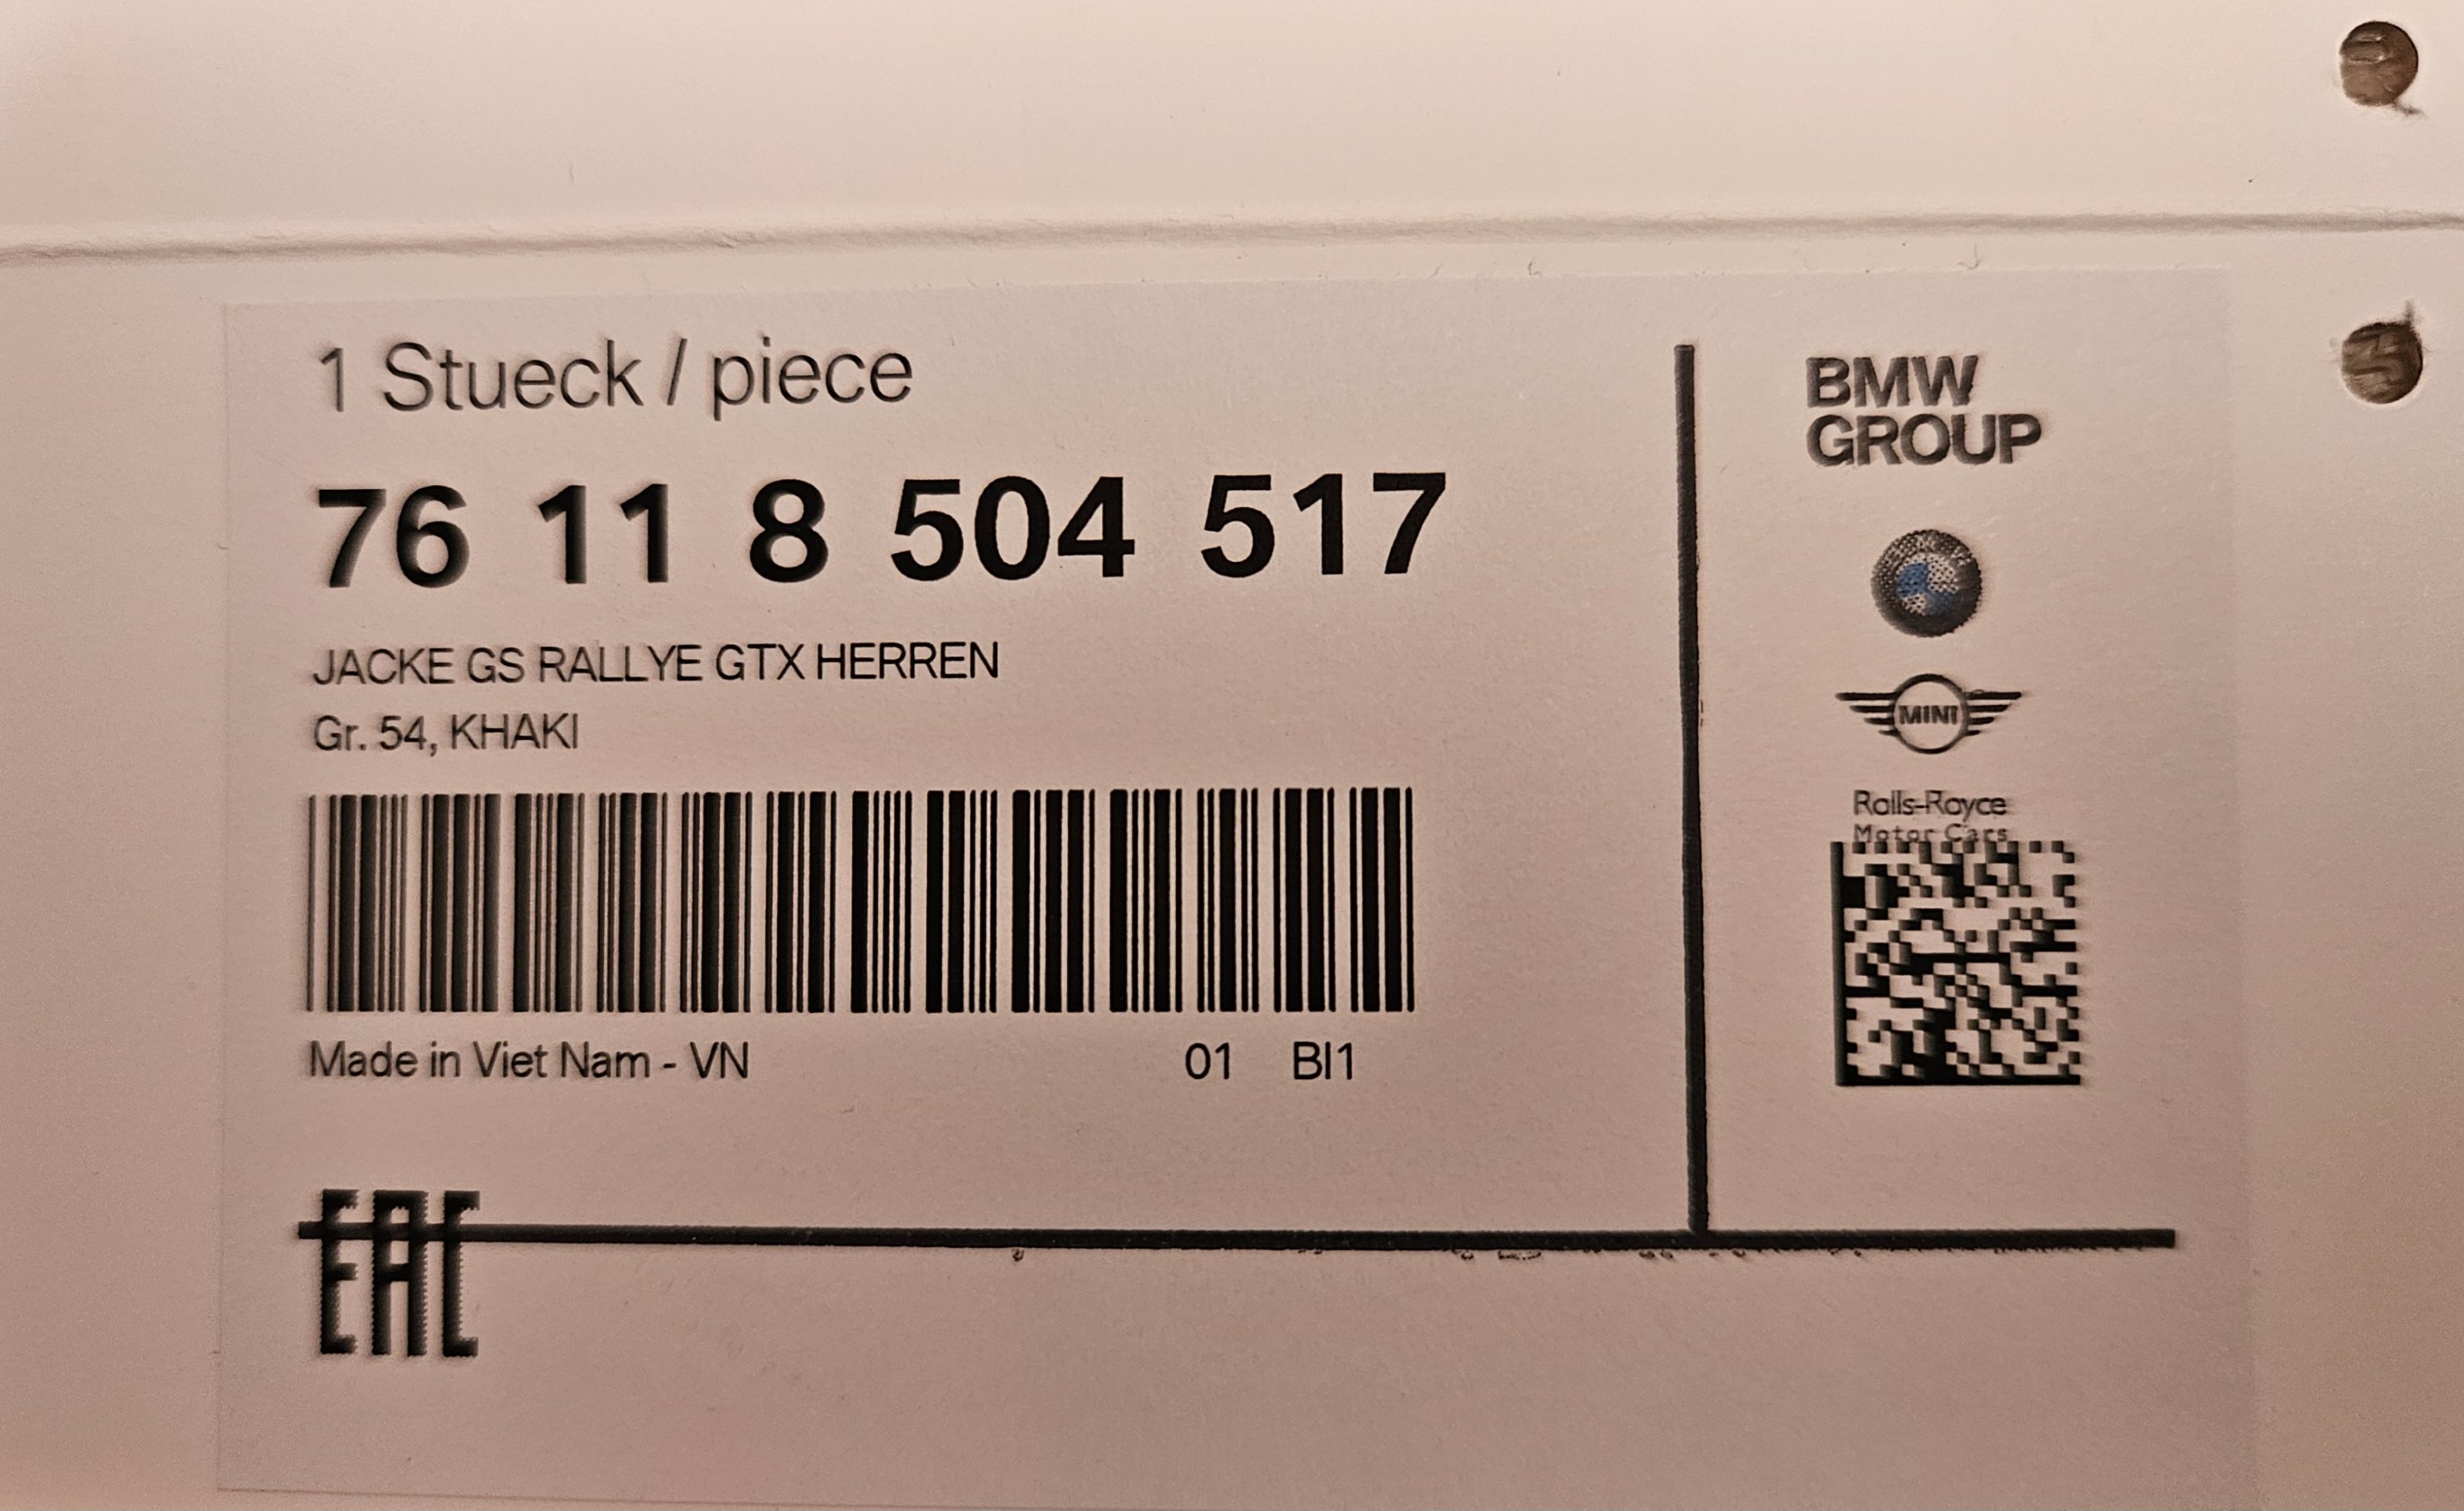 1 Stueck / piece
76 11 8 504 517
JACKE GS RALLYE GTX HERREN
Gr. 54, KHAKI
Made in Viet Nam - VN 01 BI1
EAC
BMW
GROUP
MINI
Rolls-Royce
Motor Cars